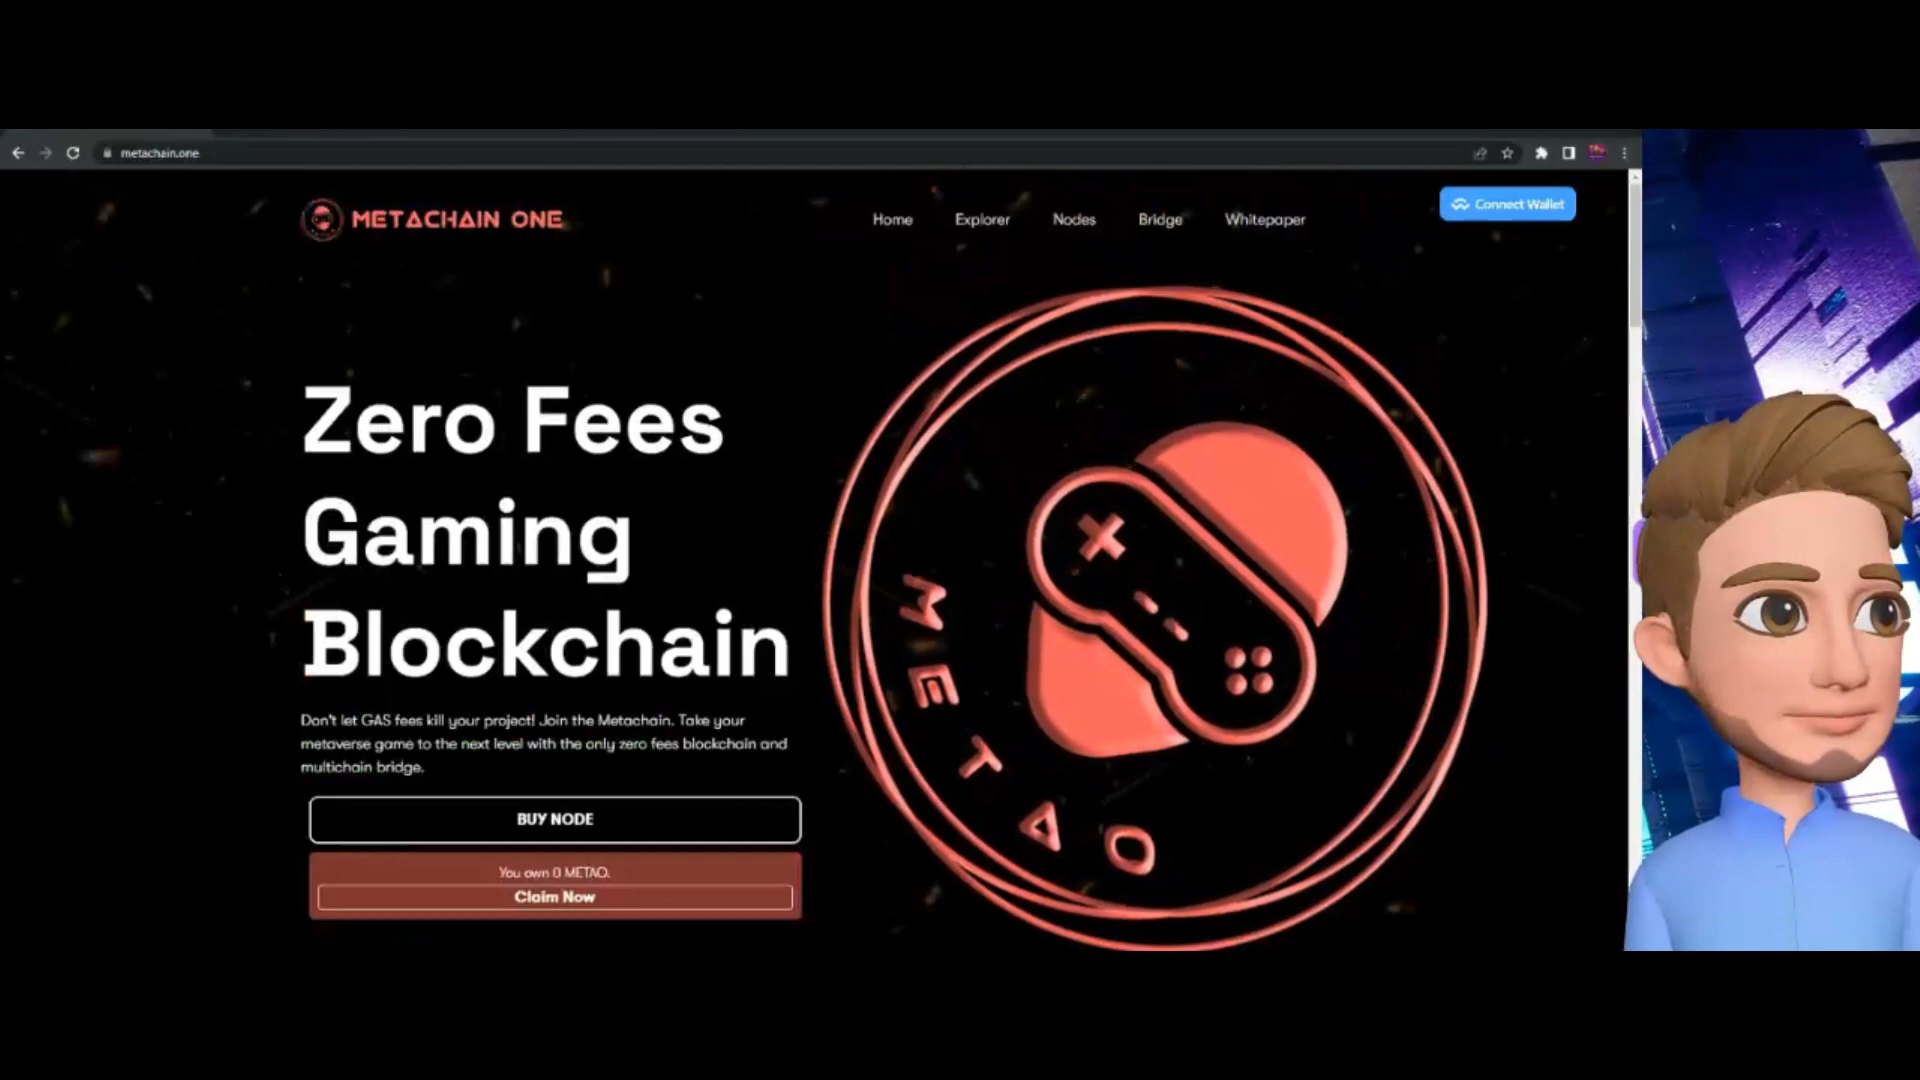 metachain.one
METACHAIN ONE
Home
Explorer
Nodes
Bridge
Whitepaper
Connect Wallet
Zero Fees
Gaming
Blockchain
Don't let GAS fees kill your project! Join the Metachain. Take your
metaverse game to the next level with the only zero fees blockchain and
multichain bridge.
BUY NODE
You own 0 METAO.
Claim Now
METAO